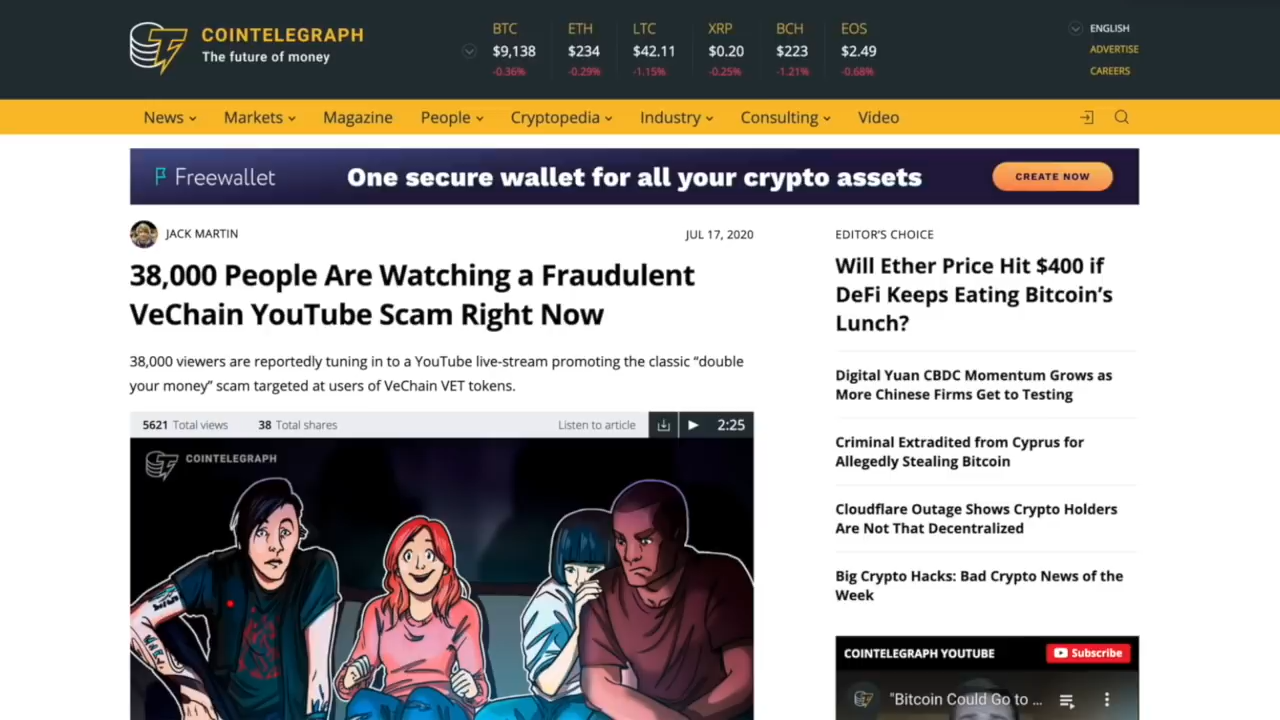 COINTELEGRAPH
The future of money
BTC
$9,138
-0.36%
ETH
$234
-0.29%
LTC
$42.11
-1.15%
XRP
$0.20
-0.25%
BCH
$223
-1.21%
EOS
$2.49
-0.68%
ENGLISH
ADVERTISE
CAREERS
News Markets Magazine People Cryptopedia Industry Consulting Video
Freewallet One secure wallet for all your crypto assets CREATE NOW
JACK MARTIN JUL 17, 2020
38,000 People Are Watching a Fraudulent
VeChain YouTube Scam Right Now
38,000 viewers are reportedly tuning in to a YouTube live-stream promoting the classic “double
your money” scam targeted at users of VeChain VET tokens.
5621 Total views 38 Total shares Listen to article 2:25
COINTELEGRAPH
EDITOR'S CHOICE
Will Ether Price Hit $400 if
DeFi Keeps Eating Bitcoin’s
Lunch?
Digital Yuan CBDC Momentum Grows as
More Chinese Firms Get to Testing
Criminal Extradited from Cyprus for
Allegedly Stealing Bitcoin
Cloudflare Outage Shows Crypto Holders
Are Not That Decentralized
Big Crypto Hacks: Bad Crypto News of the
Week
COINTELEGRAPH YOUTUBE Subscribe
"Bitcoin Could Go to ...